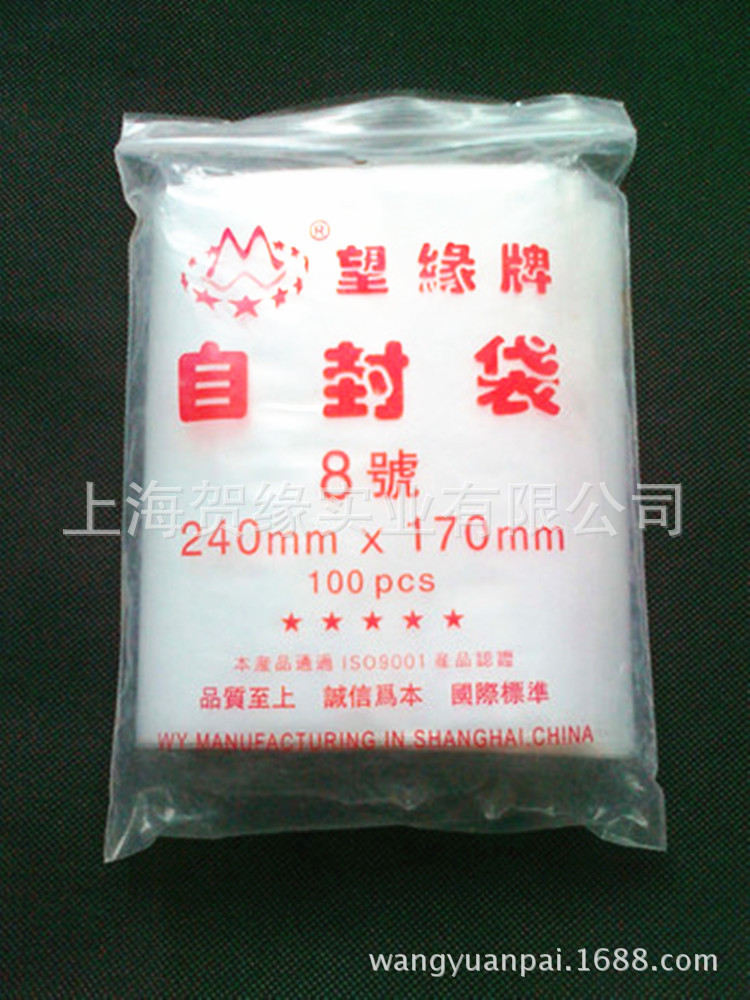 ® 望緣牌
自封袋
8號
上海贺缘实业有限公司
240mm x 170mm
100 pcs
★ ★ ★ ★ ★
本産品通過 ISO9001 産品認證
品質至上 誠信爲本 國際標準
WY MANUFACTURING IN SHANGHAI.CHINA
wangyuanpai.1688.com